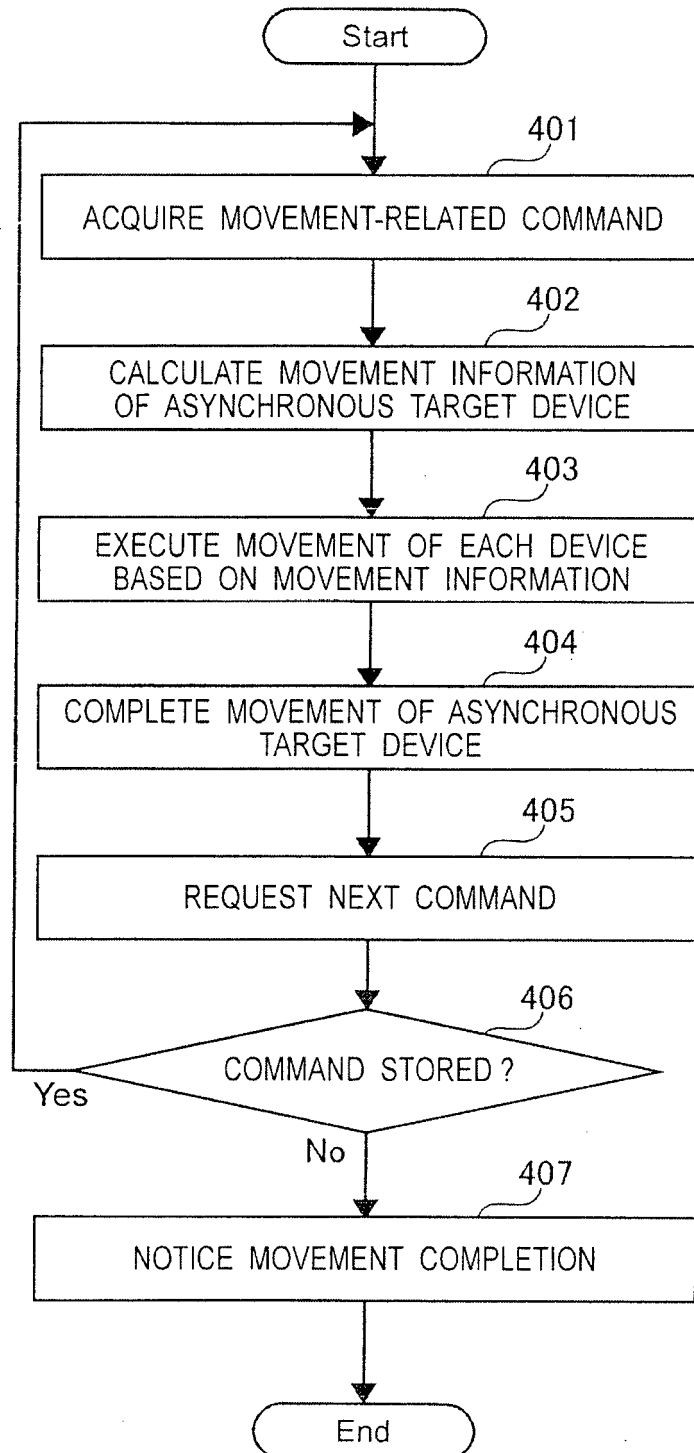 Start
401
ACQUIRE MOVEMENT-RELATED COMMAND
402
CALCULATE MOVEMENT INFORMATION
OF ASYNCHRONOUS TARGET DEVICE
403
EXECUTE MOVEMENT OF EACH DEVICE
BASED ON MOVEMENT INFORMATION
404
COMPLETE MOVEMENT OF ASYNCHRONOUS
TARGET DEVICE
405
REQUEST NEXT COMMAND
406
COMMAND STORED ?
Yes
No
407
NOTICE MOVEMENT COMPLETION
End